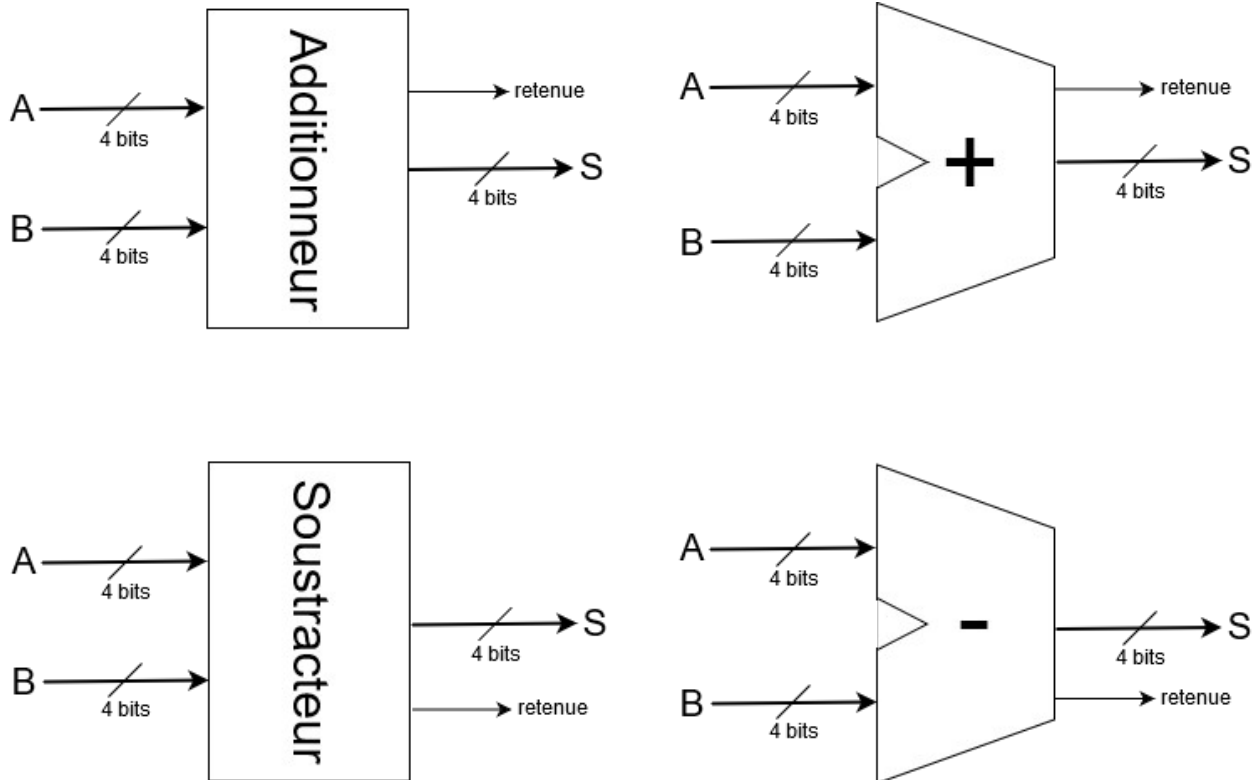 Additionneur
A
4 bits
B
4 bits
retenue
S
4 bits
A
4 bits
B
4 bits
+
retenue
S
4 bits
Soustracteur
A
4 bits
B
4 bits
S
4 bits
retenue
A
4 bits
B
4 bits
-
S
4 bits
retenue